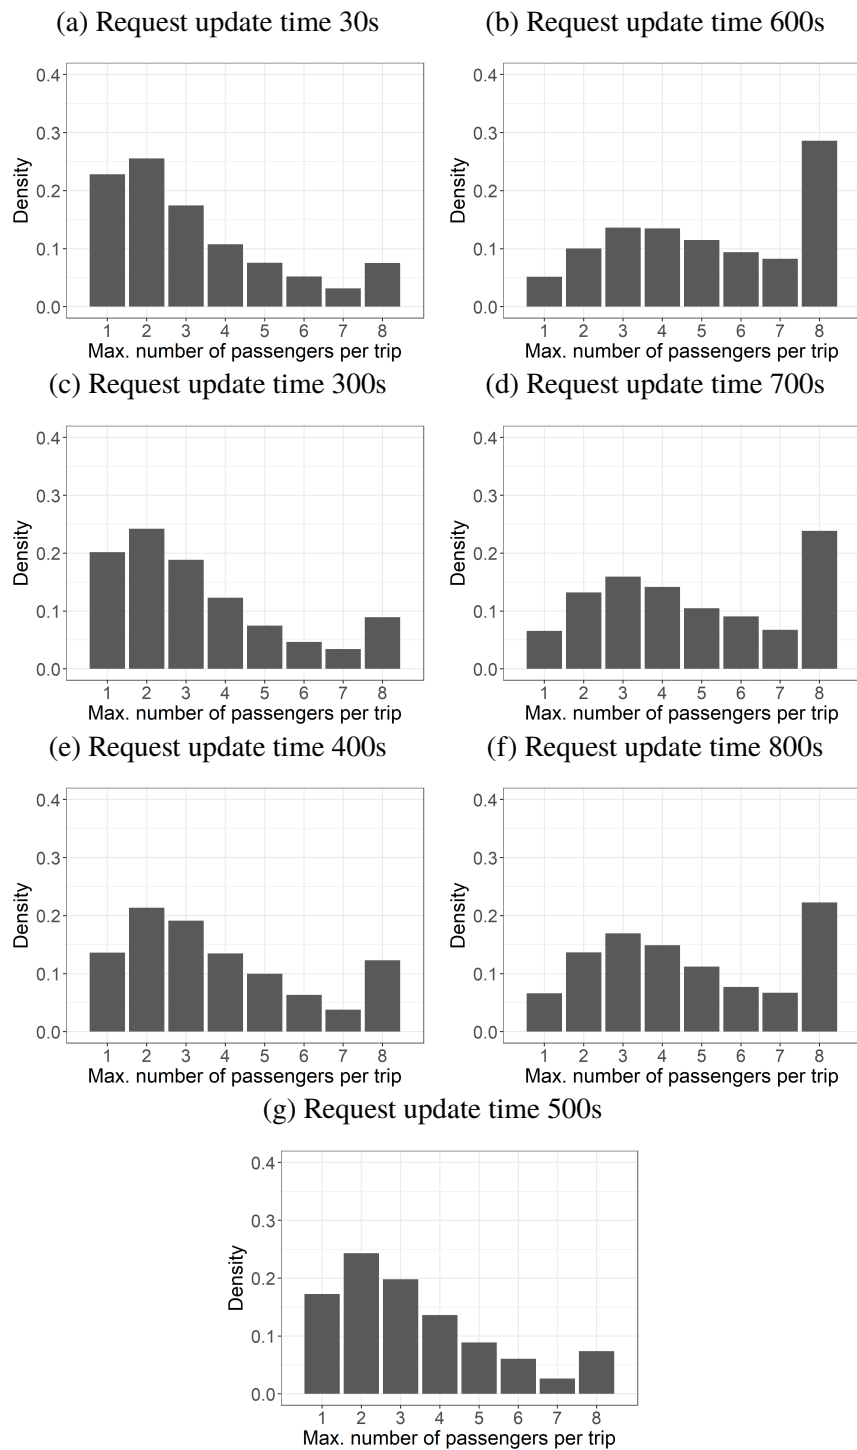 (a) Request update time 30s
0.4
0.3
0.2
0.1
0.0
Density
1 2 3 4 5 6 7 8
Max. number of passengers per trip
(b) Request update time 600s
0.4
0.3
0.2
0.1
0.0
Density
1 2 3 4 5 6 7 8
Max. number of passengers per trip
(c) Request update time 300s
0.4
0.3
0.2
0.1
0.0
Density
1 2 3 4 5 6 7 8
Max. number of passengers per trip
(d) Request update time 700s
0.4
0.3
0.2
0.1
0.0
Density
1 2 3 4 5 6 7 8
Max. number of passengers per trip
(e) Request update time 400s
0.4
0.3
0.2
0.1
0.0
Density
1 2 3 4 5 6 7 8
Max. number of passengers per trip
(f) Request update time 800s
0.4
0.3
0.2
0.1
0.0
Density
1 2 3 4 5 6 7 8
Max. number of passengers per trip
(g) Request update time 500s
0.4
0.3
0.2
0.1
0.0
Density
1 2 3 4 5 6 7 8
Max. number of passengers per trip